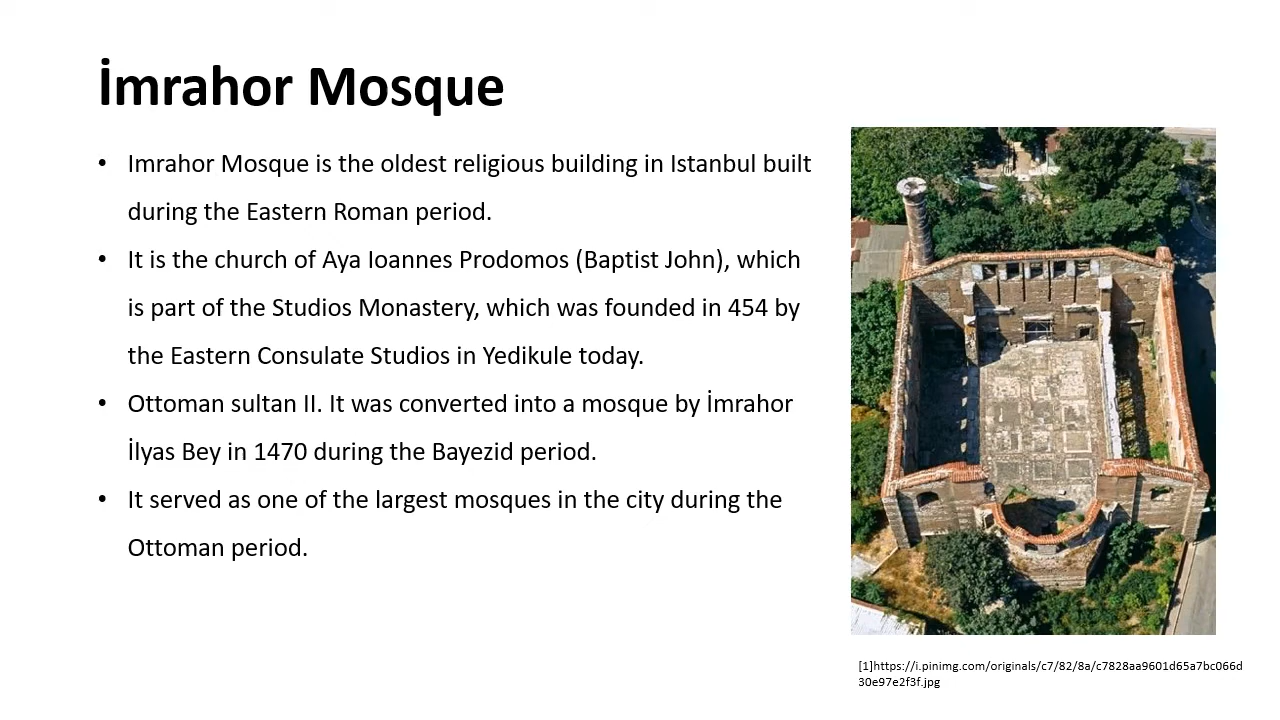 İmrahor Mosque
• Imrahor Mosque is the oldest religious building in Istanbul built
during the Eastern Roman period.
• It is the church of Aya Ioannes Prodomos (Baptist John), which
is part of the Studios Monastery, which was founded in 454 by
the Eastern Consulate Studios in Yedikule today.
• Ottoman sultan II. It was converted into a mosque by İmrahor
İlyas Bey in 1470 during the Bayezid period.
• It served as one of the largest mosques in the city during the
Ottoman period.
[1]https://i.pinimg.com/originals/c7/82/8a/c7828aa9601d65a7bc066d
30e97e2f3f.jpg